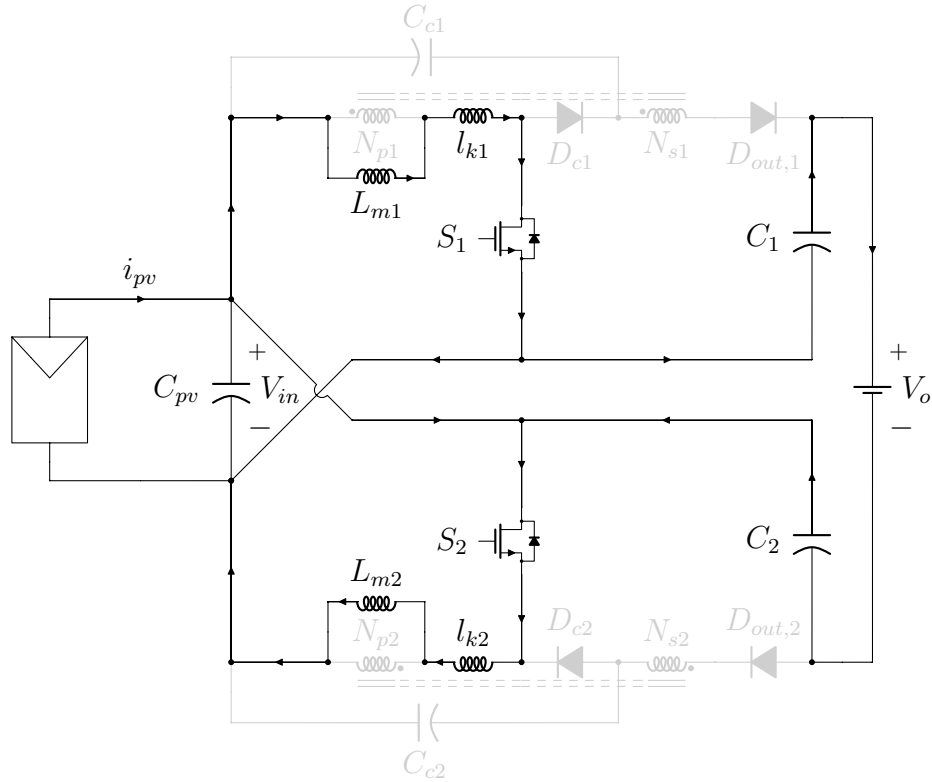 C_{c1}
N_{p1} l_{k1} D_{c1} N_{s1} D_{out,1}
L_{m1}
S_1 C_1
i_{pv}
+ +
C_{pv} V_{in} V_o
− −
S_2 C_2
L_{m2}
N_{p2} l_{k2} D_{c2} N_{s2} D_{out,2}
C_{c2}